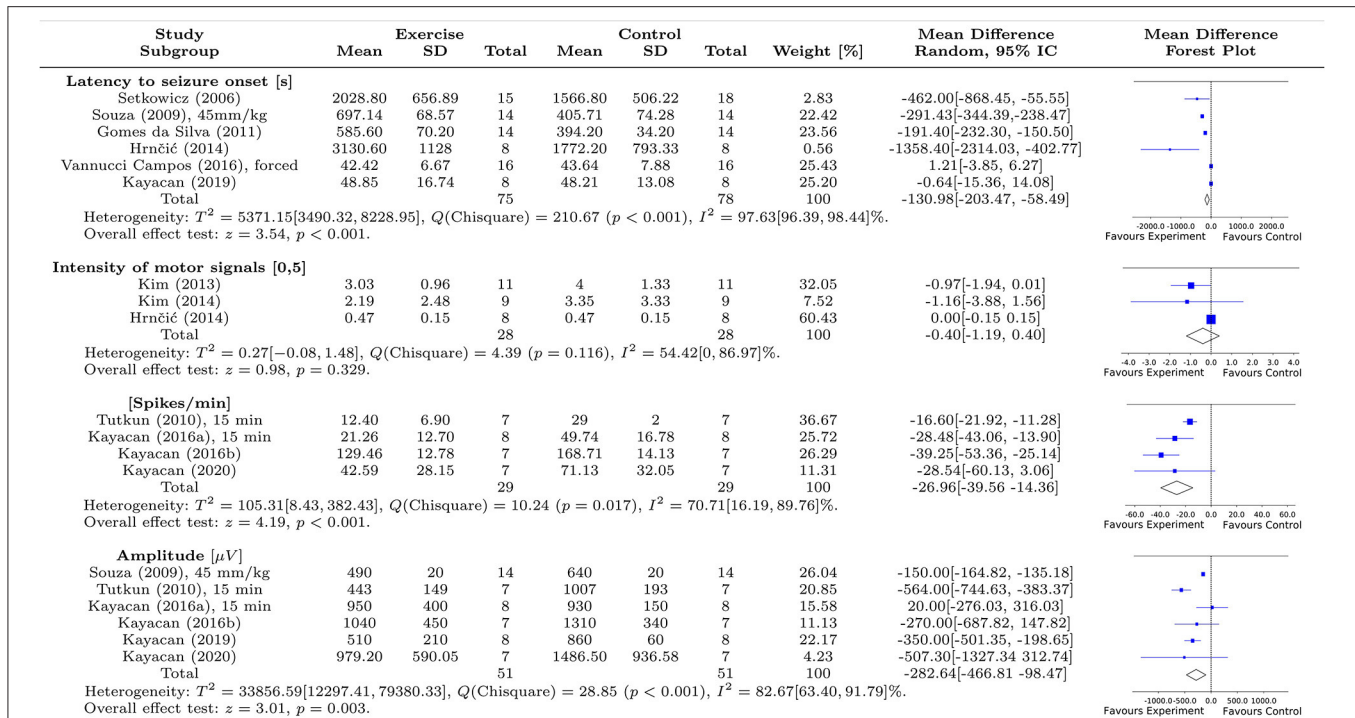 Study Exercise Control Mean Difference Mean Difference
Subgroup Mean SD Total Mean SD Total Weight [%] Random, 95% IC Forest Plot
Latency to seizure onset [s]
Setkowicz (2006) 2028.80 656.89 15 1566.80 506.22 18 2.83 -462.00[-868.45, -55.55]
Souza (2009), 45mm/kg 697.14 68.57 14 405.71 74.28 14 22.42 -291.43[-344.39,-238.47]
Gomes da Silva (2011) 585.60 70.20 14 394.20 34.20 14 23.56 -191.40[-232.30, -150.50]
Hrnčić (2014) 3130.60 1128 8 1772.20 793.33 8 0.56 -1358.40[-2314.03, -402.77]
Vannucci Campos (2016), forced 42.42 6.67 16 43.64 7.88 16 25.43 1.21[-3.85, 6.27]
Kayacan (2019) 48.85 16.74 8 48.21 13.08 8 25.20 -0.64[-15.36, 14.08]
Total 75 78 100 -130.98[-203.47, -58.49]
Heterogeneity: T² = 5371.15[3490.32, 8228.95], Q(Chisquare) = 210.67 (p < 0.001), I² = 97.63[96.39, 98.44]%.
-2000.0 -1000.0 0.0 1000.0 2000.0
Overall effect test: z = 3.54, p < 0.001.
Favours Experiment Favours Control
Intensity of motor signals [0,5]
Kim (2013) 3.03 0.96 11 4 1.33 11 32.05 -0.97[-1.94, 0.01]
Kim (2014) 2.19 2.48 9 3.35 3.33 9 7.52 -1.16[-3.88, 1.56]
Hrnčić (2014) 0.47 0.15 8 0.47 0.15 8 60.43 0.00[-0.15 0.15]
Total 28 28 100 -0.40[-1.19, 0.40]
Heterogeneity: T² = 0.27[−0.08, 1.48], Q(Chisquare) = 4.39 (p = 0.116), I² = 54.42[0, 86.97]%.
-4.0 -3.0 -2.0 -1.0 0.0 1.0 2.0 3.0 4.0
Overall effect test: z = 0.98, p = 0.329.
Favours Experiment Favours Control
[Spikes/min]
Tutkun (2010), 15 min 12.40 6.90 7 29 2 7 36.67 -16.60[-21.92, -11.28]
Kayacan (2016a), 15 min 21.26 12.70 8 49.74 16.78 8 25.72 -28.48[-43.06, -13.90]
Kayacan (2016b) 129.46 12.78 7 168.71 14.13 7 26.29 -39.25[-53.36, -25.14]
Kayacan (2020) 42.59 28.15 7 71.13 32.05 7 11.31 -28.54[-60.13, 3.06]
Total 29 29 100 -26.96[-39.56 -14.36]
Heterogeneity: T² = 105.31[8.43, 382.43], Q(Chisquare) = 10.24 (p = 0.017), I² = 70.71[16.19, 89.76]%.
-60.0 -40.0 -20.0 0.0 20.0 40.0 60.0
Overall effect test: z = 4.19, p < 0.001.
Favours Experiment Favours Control
Amplitude [μV]
Souza (2009), 45 mm/kg 490 20 14 640 20 14 26.04 -150.00[-164.82, -135.18]
Tutkun (2010), 15 min 443 149 7 1007 193 7 20.85 -564.00[-744.63, -383.37]
Kayacan (2016a), 15 min 950 400 8 930 150 8 15.58 20.00[-276.03, 316.03]
Kayacan (2016b) 1040 450 7 1310 340 7 11.13 -270.00[-687.82, 147.82]
Kayacan (2019) 510 210 8 860 60 8 22.17 -350.00[-501.35, -198.65]
Kayacan (2020) 979.20 590.05 7 1486.50 936.58 7 4.23 -507.30[-1327.34 312.74]
Total 51 51 100 -282.64[-466.81 -98.47]
Heterogeneity: T² = 33856.59[12297.41, 79380.33], Q(Chisquare) = 28.85 (p < 0.001), I² = 82.67[63.40, 91.79]%.
-1000.0 -500.0 0.0 500.0 1000.0
Overall effect test: z = 3.01, p = 0.003.
Favours Experiment Favours Control